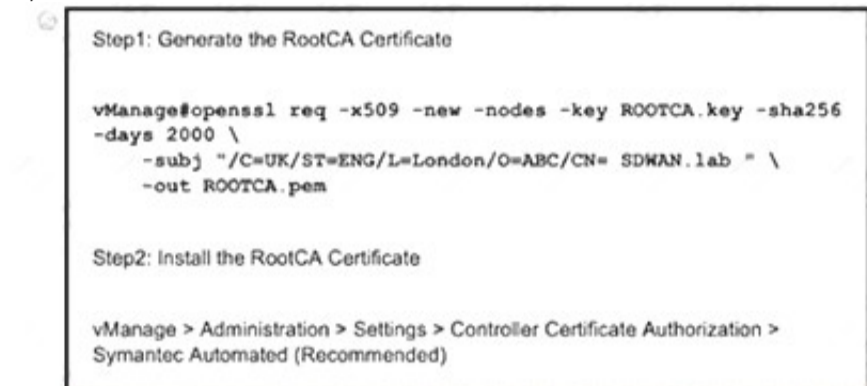 Step1: Generate the RootCA Certificate
vManage#openssl req -x509 -new -nodes -key ROOTCA.key -sha256
-days 2000 \
-subj "/C=UK/ST=ENG/L=London/O=ABC/CN= SDWAN.lab " \
-out ROOTCA.pem
Step2: Install the RootCA Certificate
vManage > Administration > Settings > Controller Certificate Authorization >
Symantec Automated (Recommended)